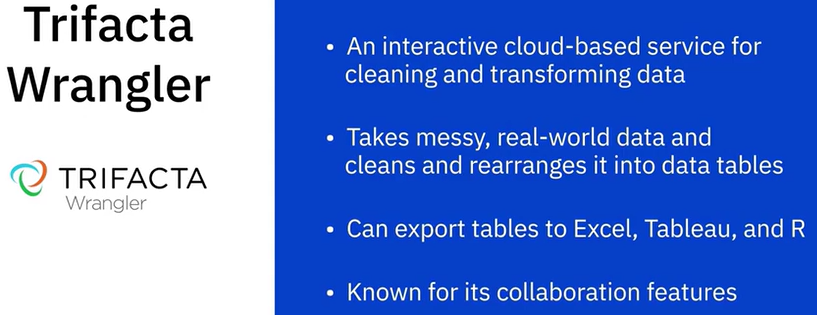 Trifacta
Wrangler
TRIFACTA
Wrangler
• An interactive cloud-based service for
cleaning and transforming data
• Takes messy, real-world data and
cleans and rearranges it into data tables
• Can export tables to Excel, Tableau, and R
• Known for its collaboration features